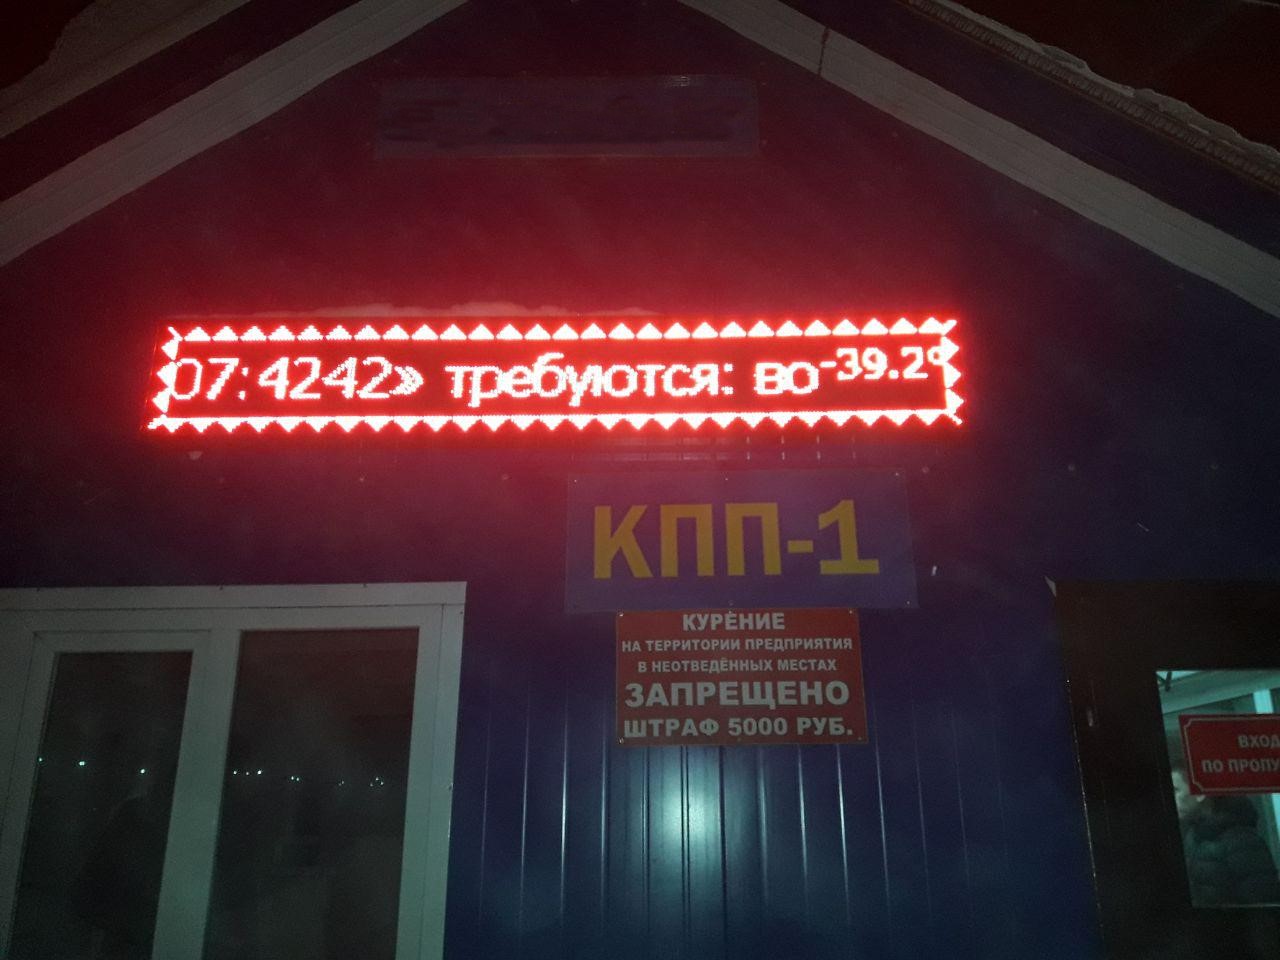 07:4242» требуются: во-39.2°
КПП-1
КУРЕНИЕ
НА ТЕРРИТОРИИ ПРЕДПРИЯТИЯ
В НЕОТВЕДЁННЫХ МЕСТАХ
ЗАПРЕЩЕНО
ШТРАФ 5000 РУБ.
ВХОД
ПО ПРОПУ